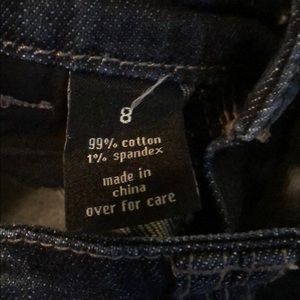 8
99% cotton
1% spandex
made in
china
over for care